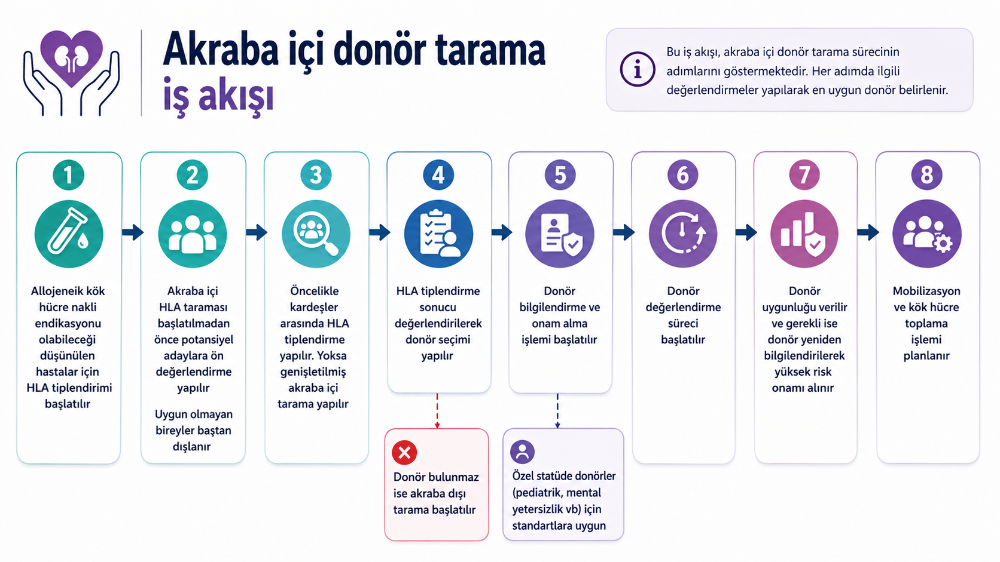 Akraba içi donör tarama
iş akışı
i
Bu iş akışı, akraba içi donör tarama sürecinin
adımlarını göstermektedir. Her adımda ilgili
değerlendirmeler yapılarak en uygun donör belirlenir.
1
Allojeneik kök
hücre nakli
endikasyonu
olabileceği
düşünülen
hastalar için
HLA tiplendirimi
başlatılır
2
Akraba içi
HLA taraması
başlatılmadan
önce potansiyel
adaylara ön
değerlendirme
yapılır
Uygun olmayan
bireyler baştan
dışlanır
3
Öncelikle
kardeşler
arasında HLA
tiplendirme
yapılır. Yoksa
genişletilmiş
akraba içi
tarama yapılır
4
HLA tiplendirme
sonucu
değerlendirilerek
donör seçimi
yapılır
Donör bulunmaz
ise akraba dışı
tarama başlatılır
5
Donör
bilgilendirme ve
onam alma
işlemi başlatılır
Özel statüde donörler
(pediatrik, mental
yetersizlik vb) için
standartlara uygun
6
Donör
değerlendirme
süreci
başlatılır
7
Donör
uygunluğu verilir
ve gerekli ise
donör yeniden
bilgilendirilerek
yüksek risk
onamı alınır
8
Mobilizasyon
ve kök hücre
toplama
işlemi
planlanır